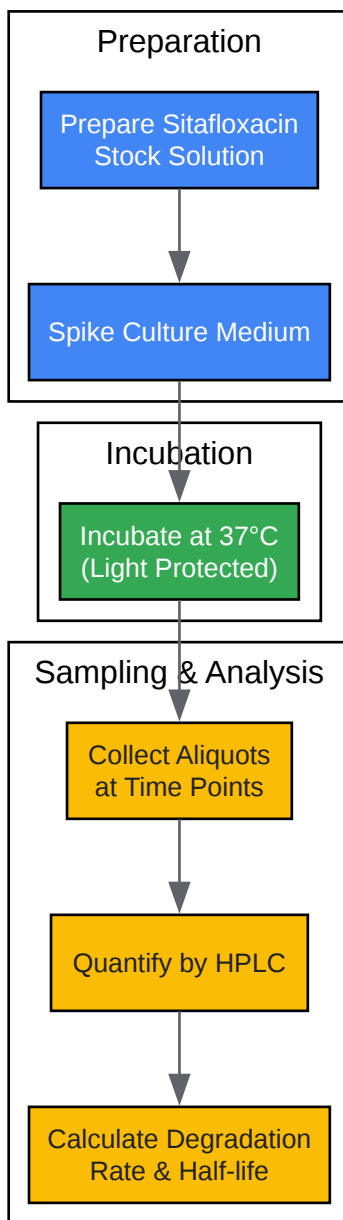 Preparation
Prepare Sitafloxacin
Stock Solution
Spike Culture Medium
Incubation
Incubate at 37°C
(Light Protected)
Sampling & Analysis
Collect Aliquots
at Time Points
Quantify by HPLC
Calculate Degradation
Rate & Half-life